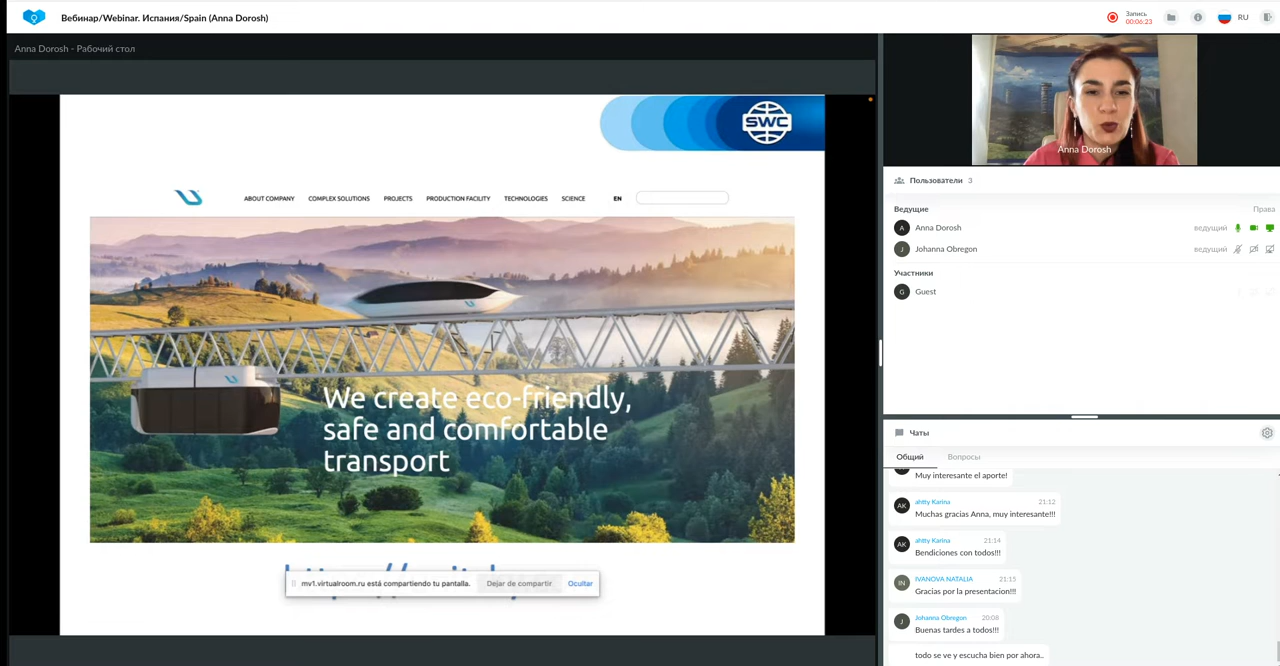 Вебинар/Webinar. Испания/Spain (Anna Dorosh)
Запись
00:06:23
RU
Anna Dorosh - Рабочий стол
SWC
ABOUT COMPANY COMPLEX SOLUTIONS PROJECTS PRODUCTION FACILITY TECHNOLOGIES SCIENCE EN
We create eco-friendly,
safe and comfortable
transport
mv1.virtualroom.ru está compartiendo tu pantalla. Dejar de compartir Ocultar
Anna Dorosh
Пользователи 3
Ведущие Права
A Anna Dorosh ведущий
J Johanna Obregon ведущий
Участники
G Guest
Чаты
Общий Вопросы
Muy interesante el aporte!
AK ahtty Karina 21:12
Muchas gracias Anna, muy interesante!!!
AK ahtty Karina 21:14
Bendiciones con todos!!!
IN IVANOVA NATALIA 21:15
Gracias por la presentacion!!!
J Johanna Obregon 20:08
Buenas tardes a todos!!!
todo se ve y escucha bien por ahora..